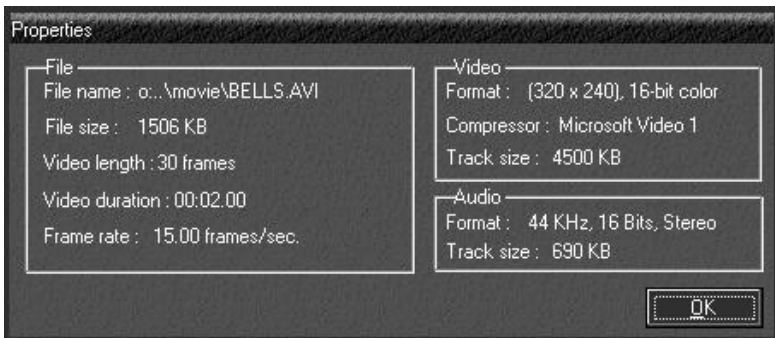 Properties
File
File name : o:..\movie\BELLS.AVI
File size : 1506 KB
Video length : 30 frames
Video duration : 00:02.00
Frame rate : 15.00 frames/sec.
Video
Format : (320 x 240), 16-bit color
Compressor : Microsoft Video 1
Track size : 4500 KB
Audio
Format : 44 KHz, 16 Bits, Stereo
Track size : 690 KB
OK